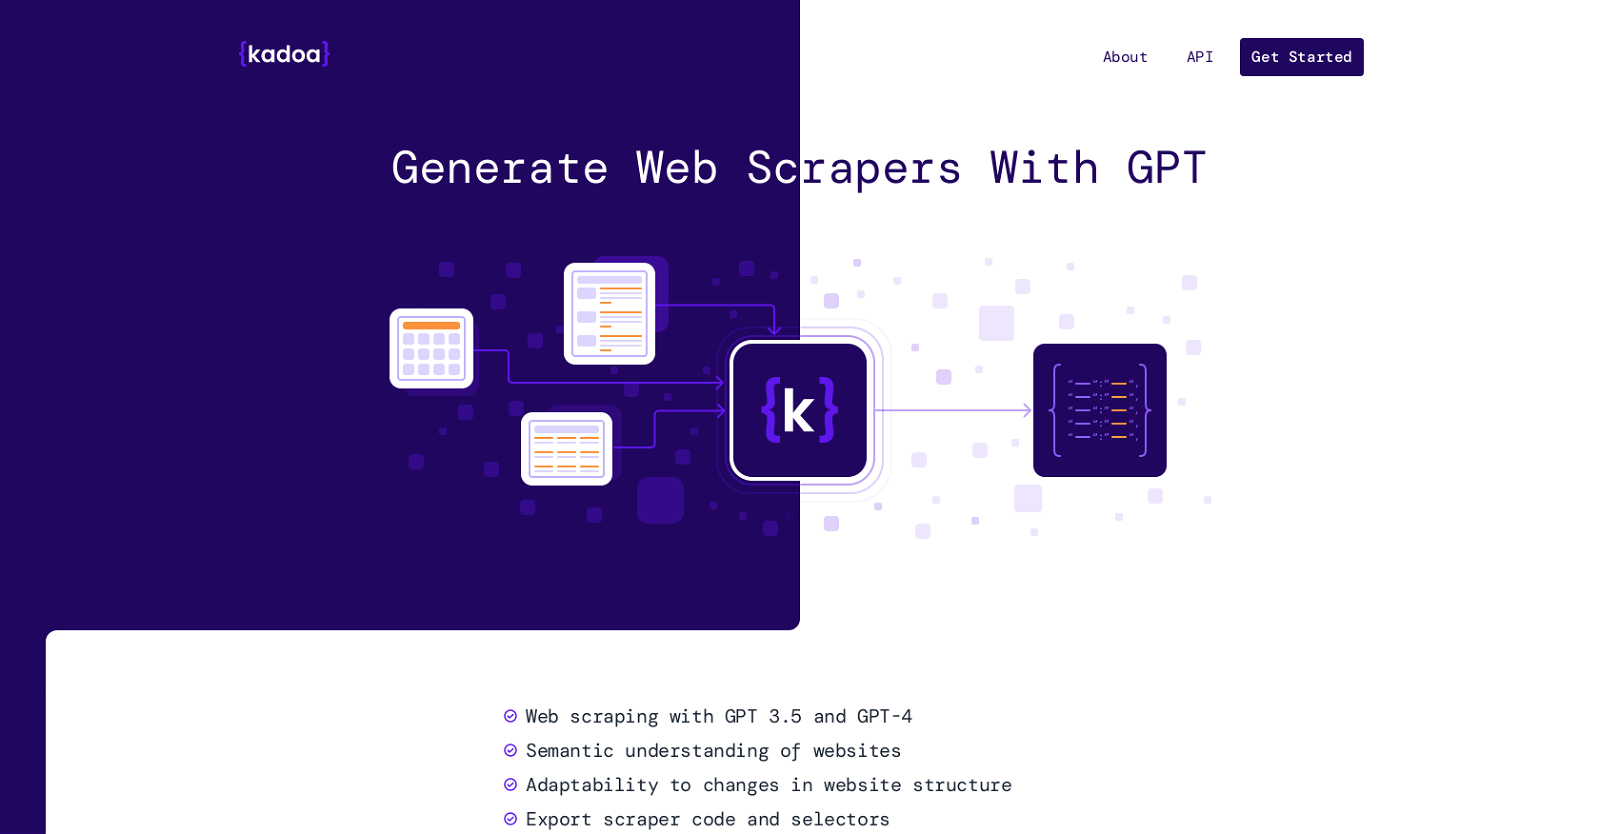 {kadoa}
About API Get Started
Generate Web Scrapers With GPT
{k}
Web scraping with GPT 3.5 and GPT-4
Semantic understanding of websites
Adaptability to changes in website structure
Export scraper code and selectors